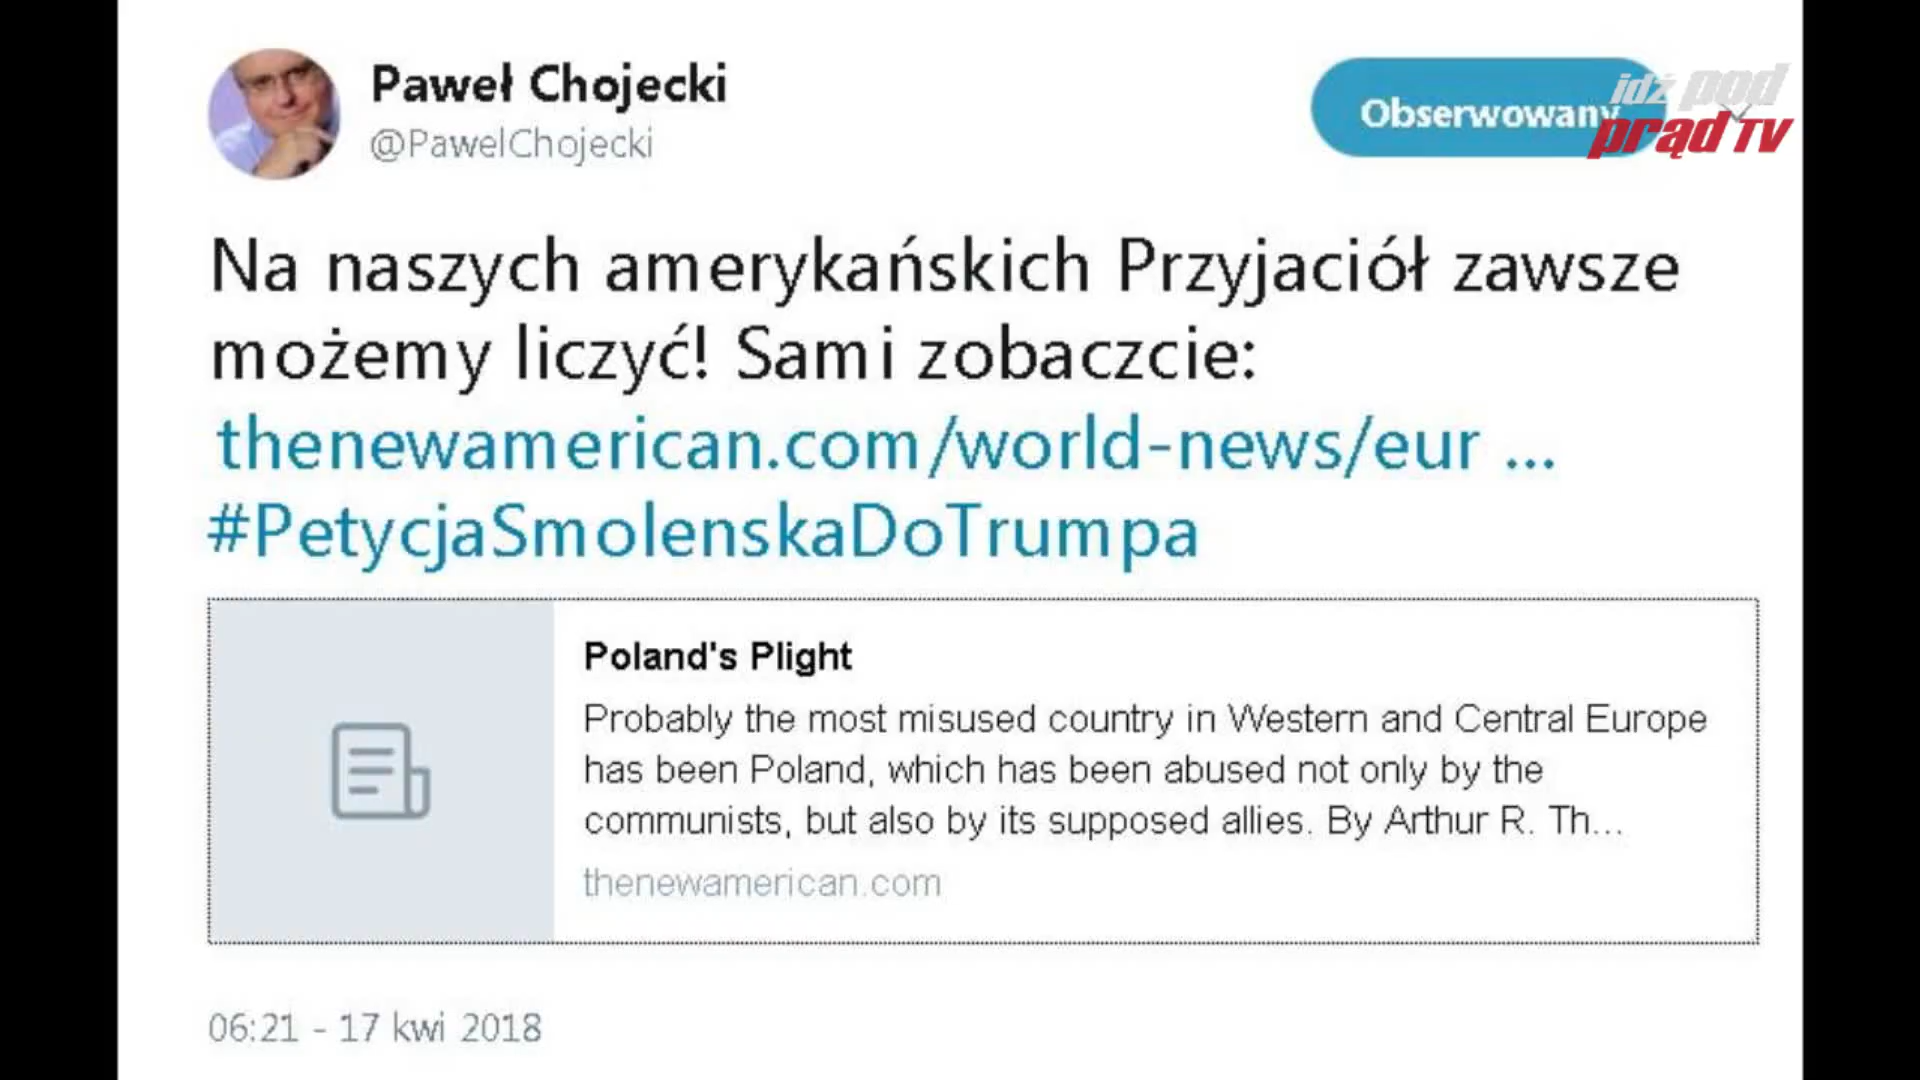 Paweł Chojecki
@PawelChojecki
Obserwowany
idź pod
prąd TV
Na naszych amerykańskich Przyjaciół zawsze
możemy liczyć! Sami zobaczcie:
thenewamerican.com/world-news/eur ...
#PetycjaSmolenskaDoTrumpa
Poland's Plight
Probably the most misused country in Western and Central Europe
has been Poland, which has been abused not only by the
communists, but also by its supposed allies. By Arthur R. Th...
thenewamerican.com
06:21 - 17 kwi 2018